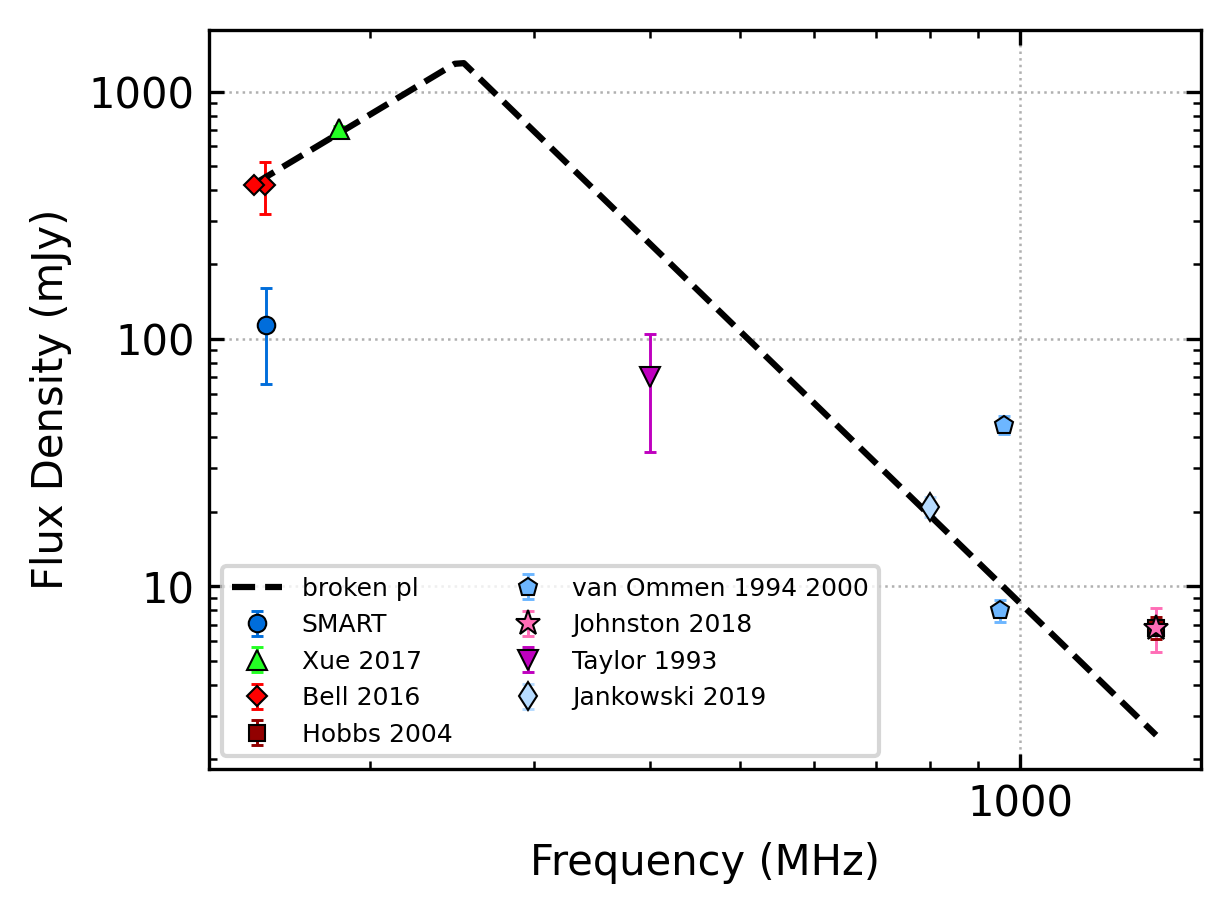 1000
100
10
Flux Density (mJy)
broken pl
SMART
Xue 2017
Bell 2016
Hobbs 2004
van Ommen 1994 2000
Johnston 2018
Taylor 1993
Jankowski 2019
1000
Frequency (MHz)